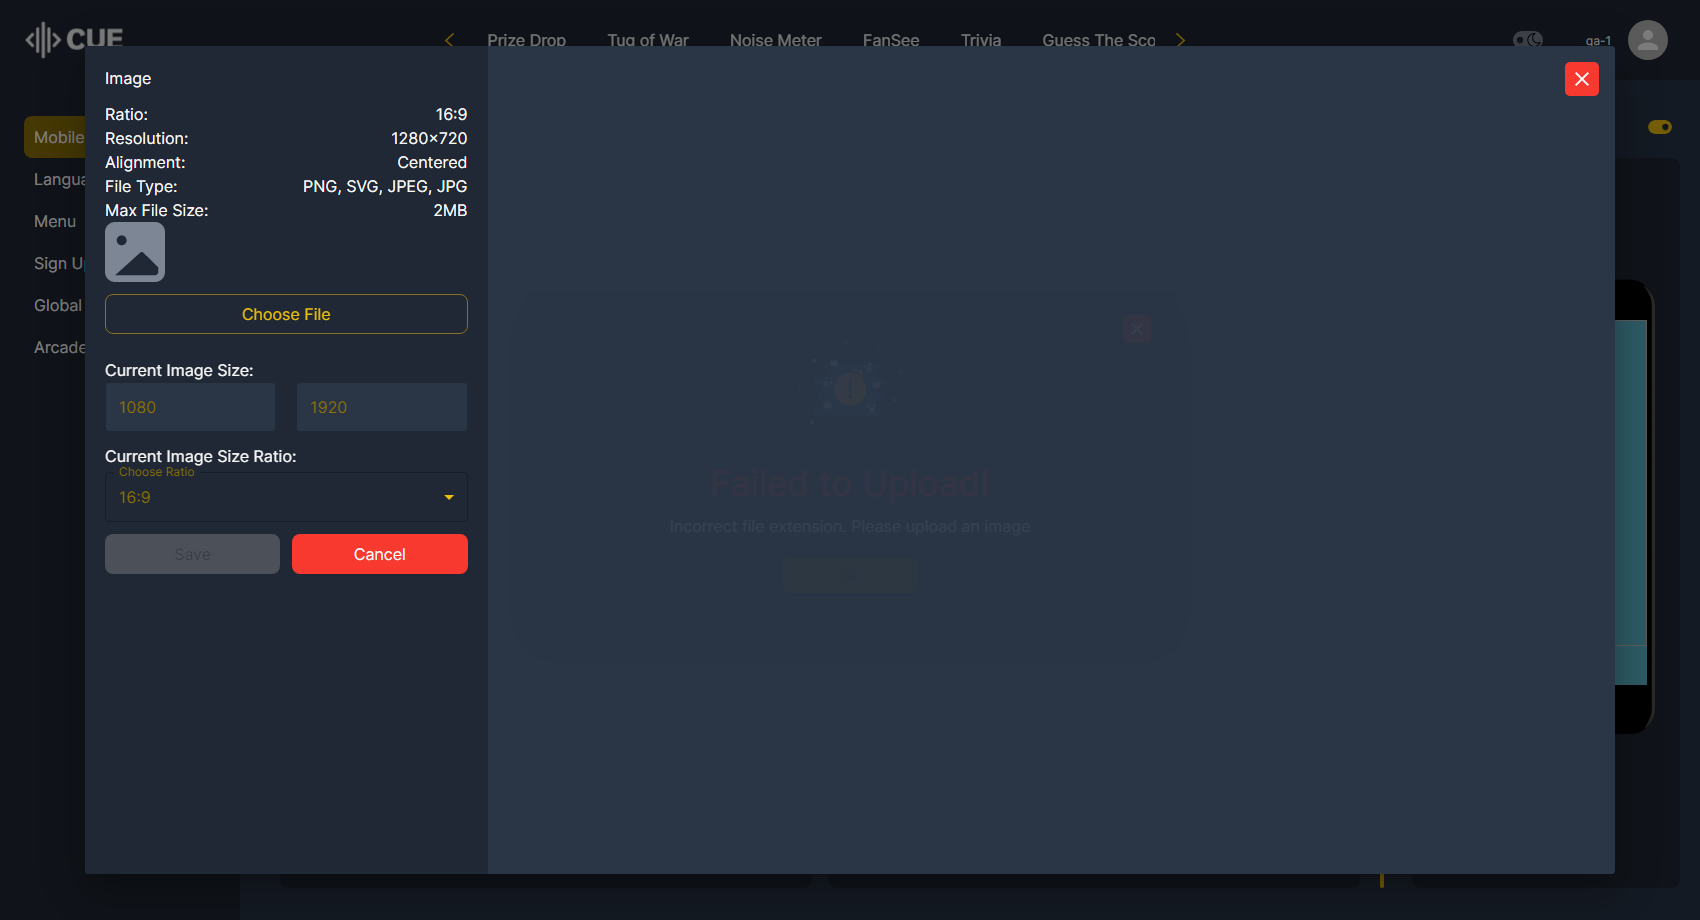 CUE
Prize Drop
Tug of War
Noise Meter
FanSee
Trivia
Guess The Sco
qa-1
Mobile
Langua
Menu
Sign U
Global
Arcade
Image
Ratio: 16:9
Resolution: 1280×720
Alignment: Centered
File Type: PNG, SVG, JPEG, JPG
Max File Size: 2MB
Choose File
Current Image Size:
1080 1920
Current Image Size Ratio:
Choose Ratio
16:9
Save Cancel
Failed to Upload!
Incorrect file extension. Please upload an image